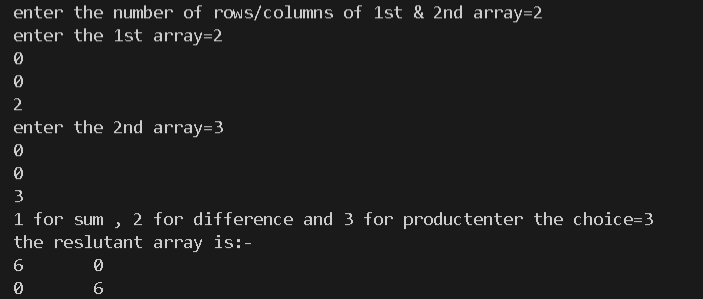 enter the number of rows/columns of 1st & 2nd array=2
enter the 1st array=2
0
0
2
enter the 2nd array=3
0
0
3
1 for sum , 2 for difference and 3 for productenter the choice=3
the reslutant array is:-
6 0
0 6